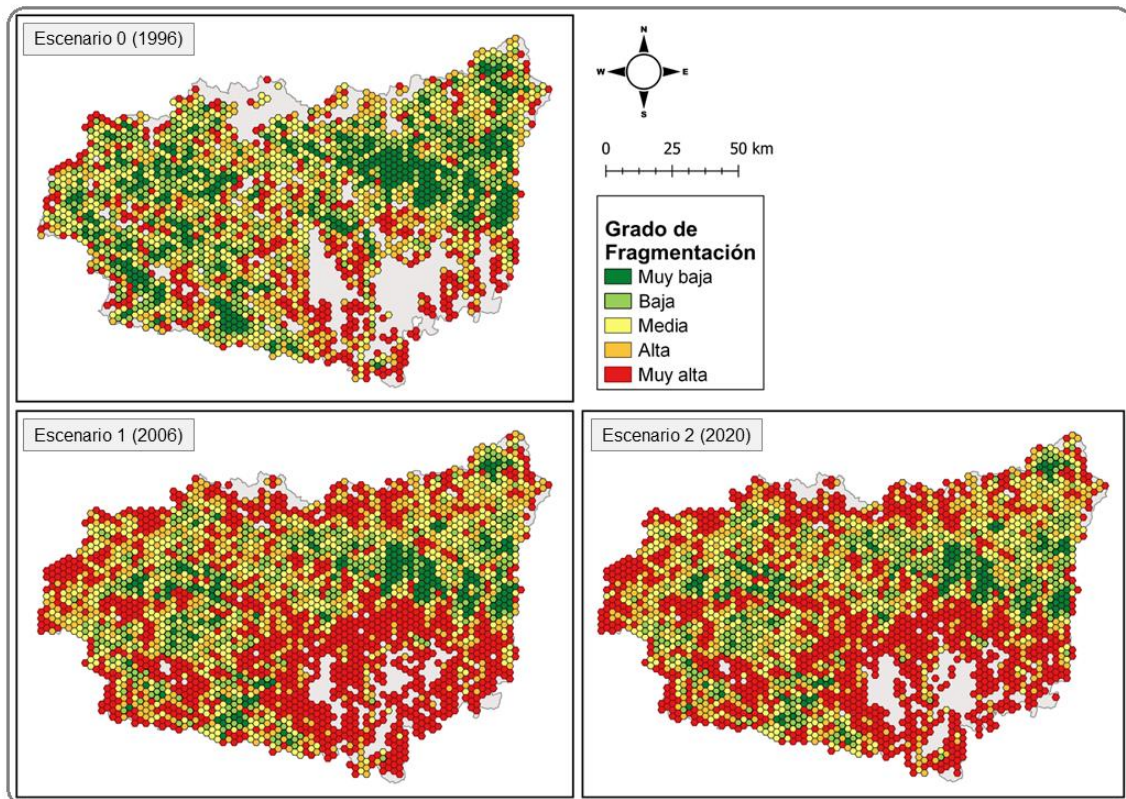 Escenario 0 (1996)
N
W
E
S
0 25 50 km
Grado de
Fragmentación
Muy baja
Baja
Media
Alta
Muy alta
Escenario 1 (2006)
Escenario 2 (2020)